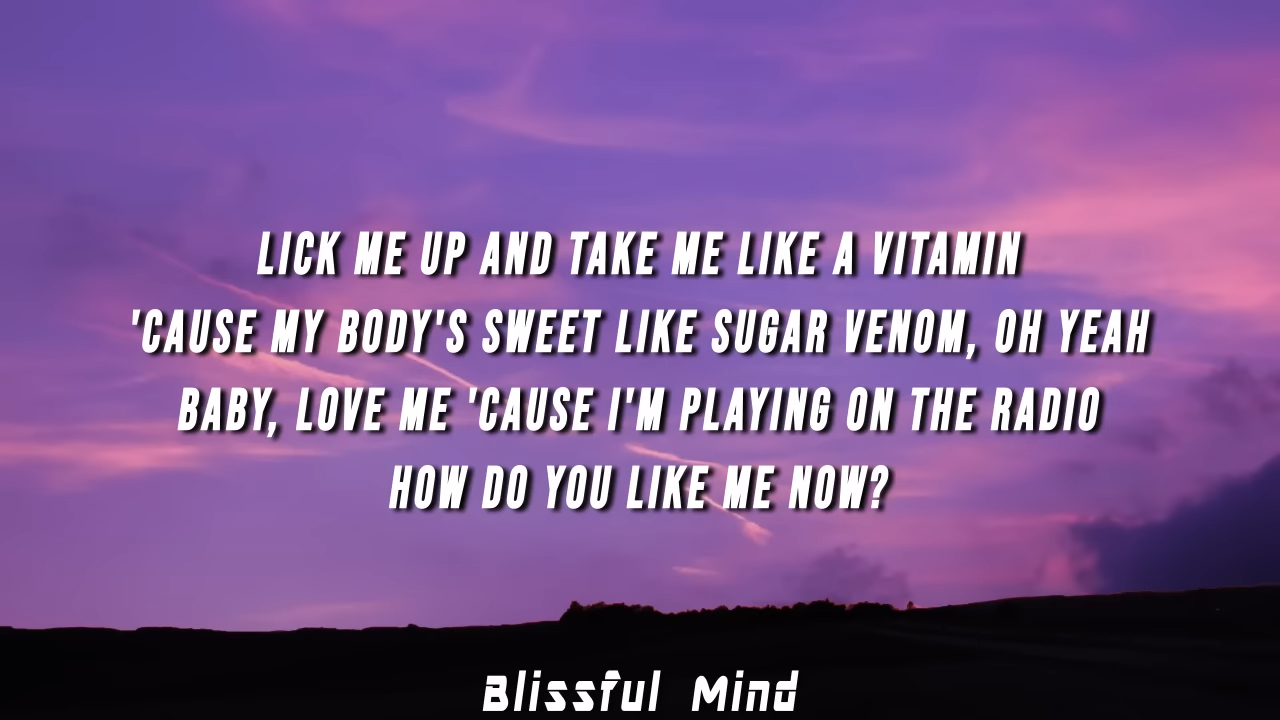 LICK ME UP AND TAKE ME LIKE A VITAMIN
'CAUSE MY BODY'S SWEET LIKE SUGAR VENOM, OH YEAH
BABY, LOVE ME 'CAUSE I'M PLAYING ON THE RADIO
HOW DO YOU LIKE ME NOW?
Blissful Mind